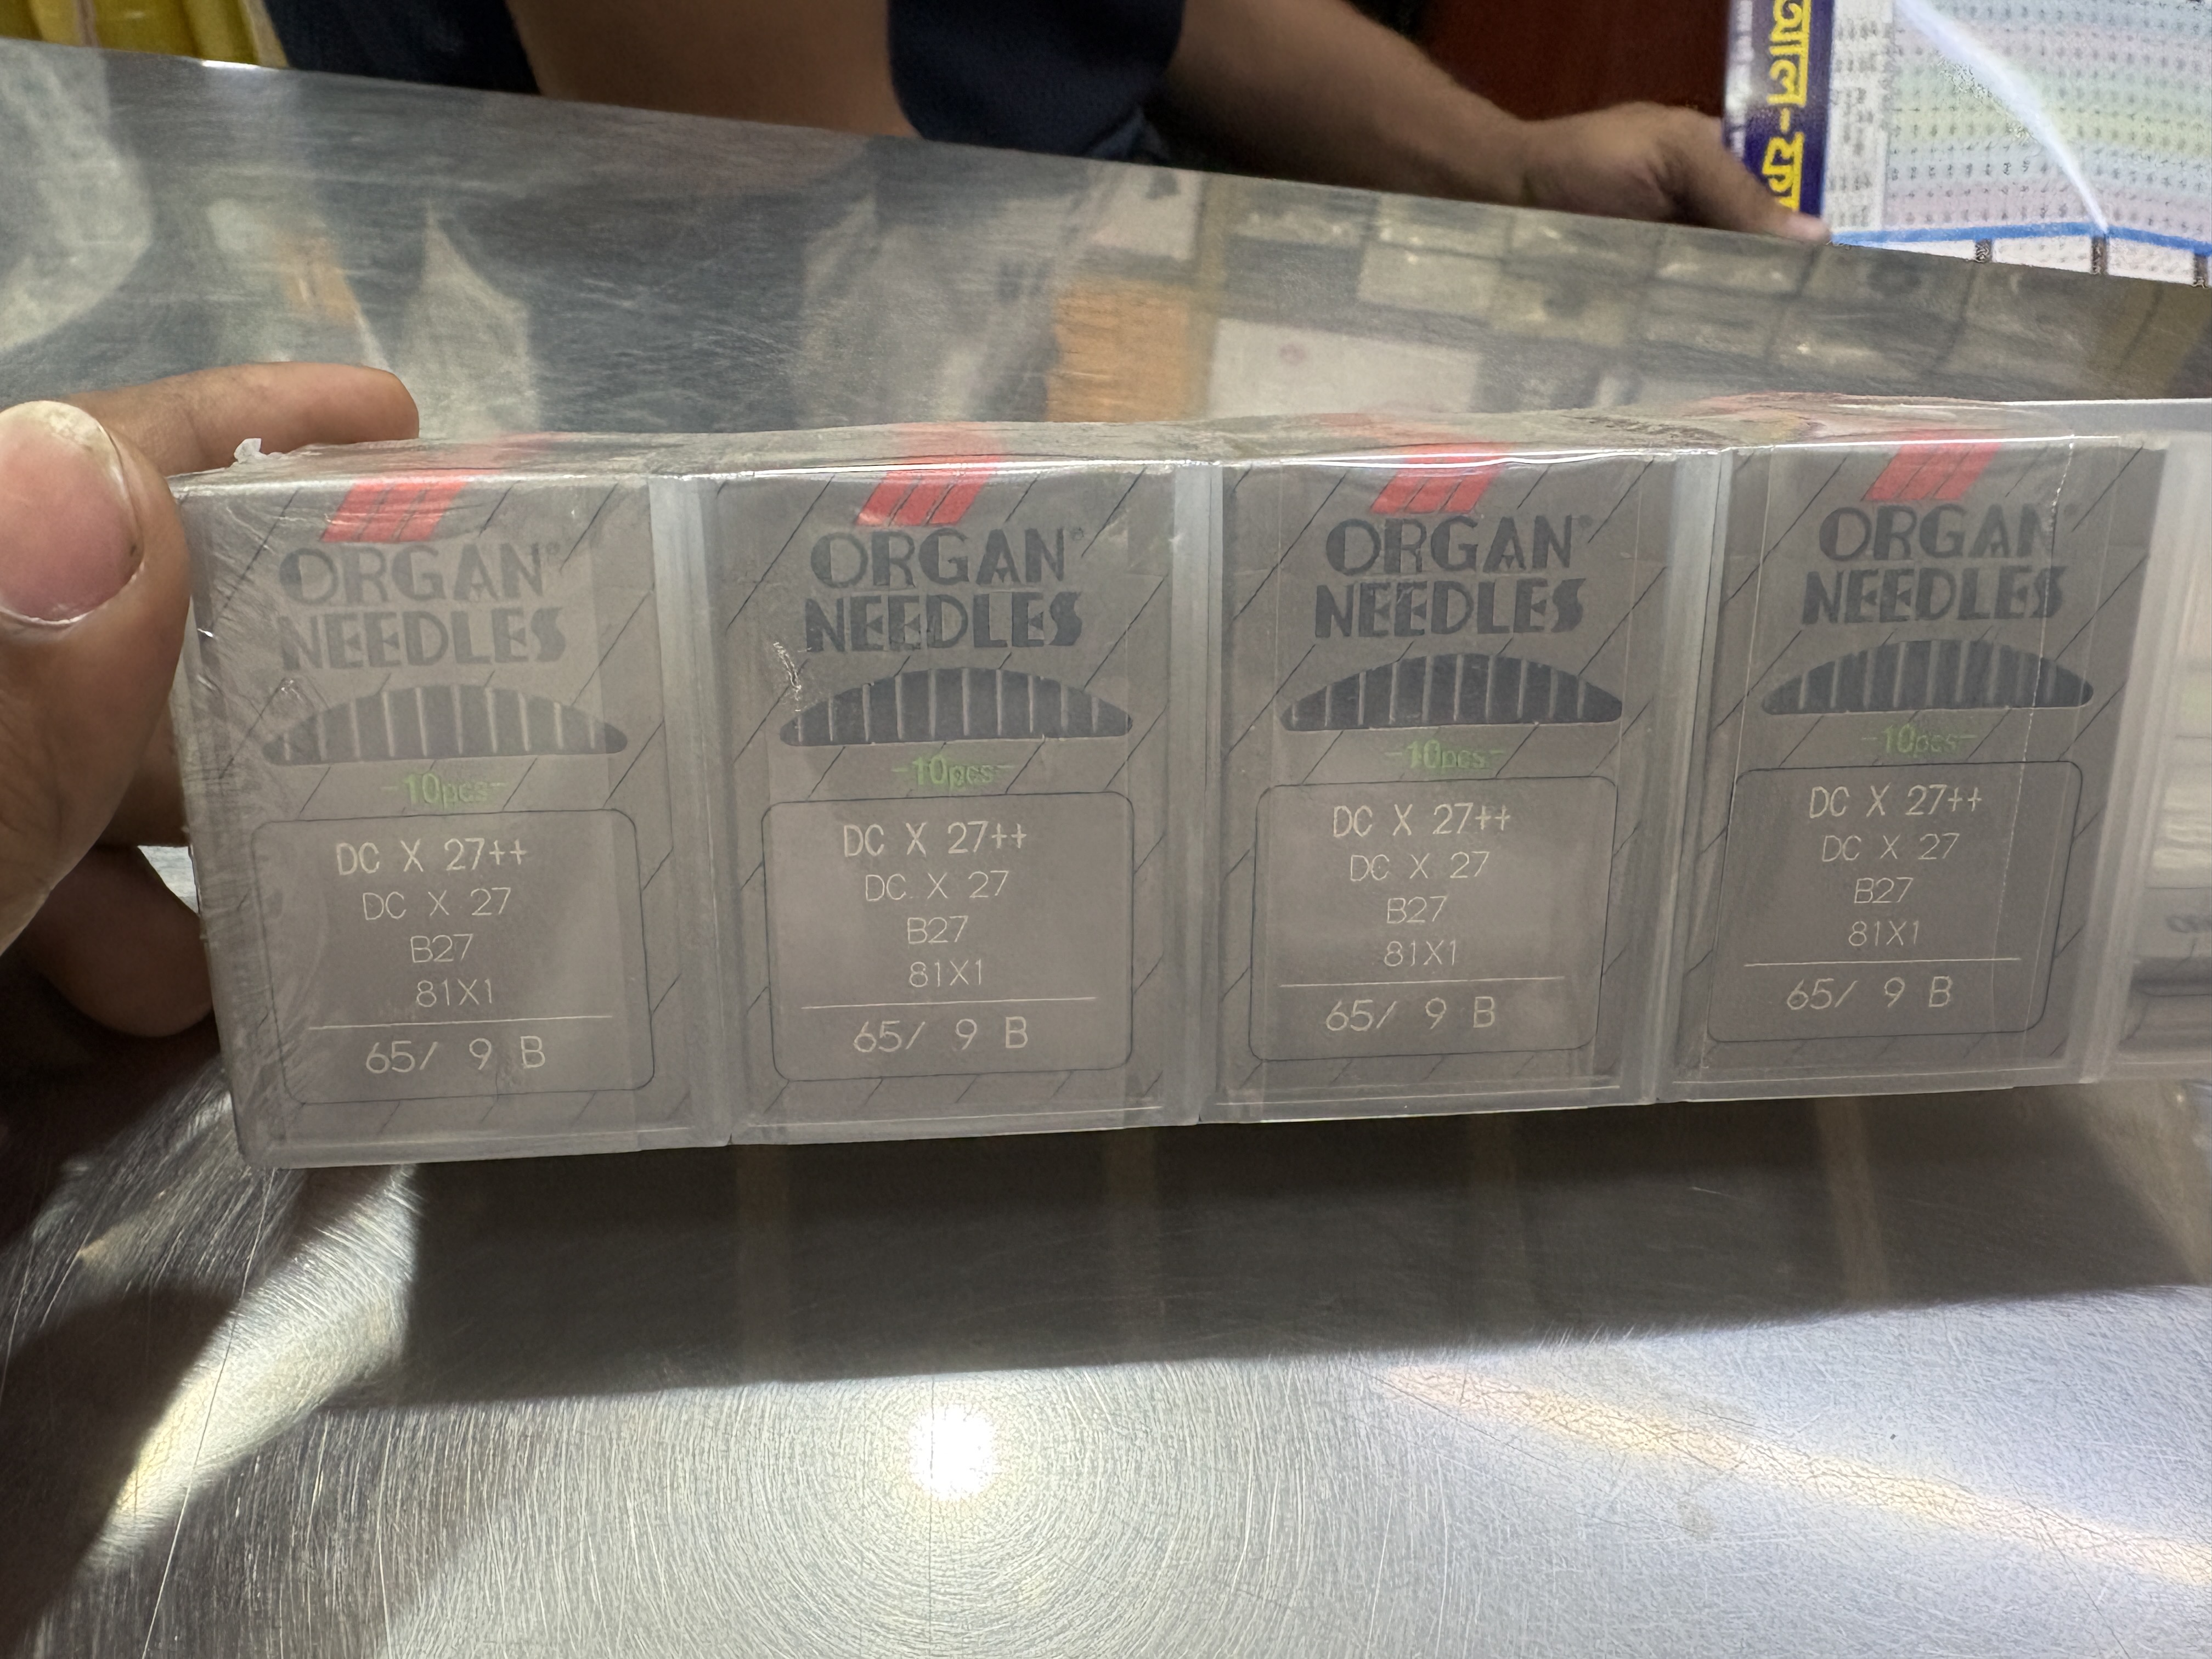 ORGAN®
NEEDLES
-10pcs-
DC X 27++
DC X 27
B27
81X1
65/ 9 B
ORGAN®
NEEDLES
-10pcs-
DC X 27++
DC X 27
B27
81X1
65/ 9 B
ORGAN®
NEEDLES
-10pcs-
DC X 27++
DC X 27
B27
81X1
65/ 9 B
ORGAN®
NEEDLES
-10pcs-
DC X 27++
DC X 27
B27
81X1
65/ 9 B